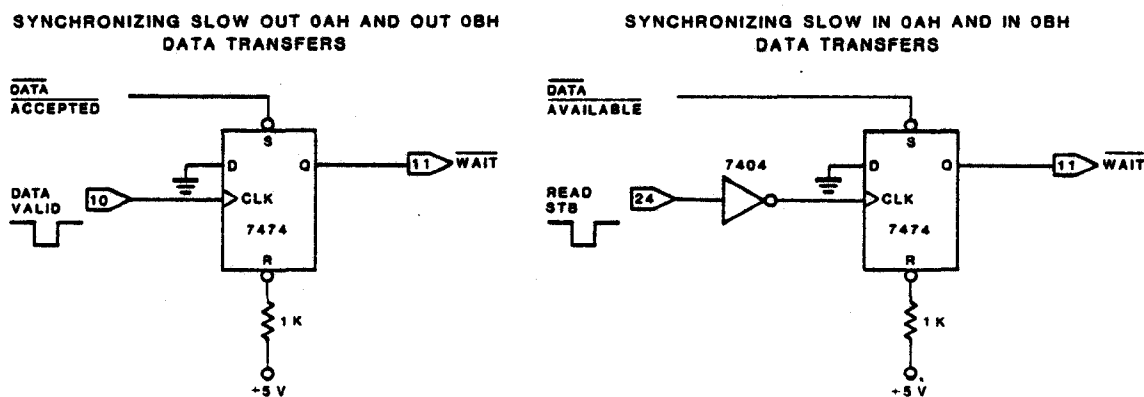 SYNCHRONIZING SLOW OUT 0AH AND OUT 0BH
DATA TRANSFERS
DATA
ACCEPTED
S
D
Q
11
WAIT
DATA
VALID
10
CLK
7474
R
1K
+5 V
SYNCHRONIZING SLOW IN 0AH AND IN 0BH
DATA TRANSFERS
DATA
AVAILABLE
S
D
Q
11
WAIT
7404
READ
STB
24
CLK
7474
R
1K
+5 V